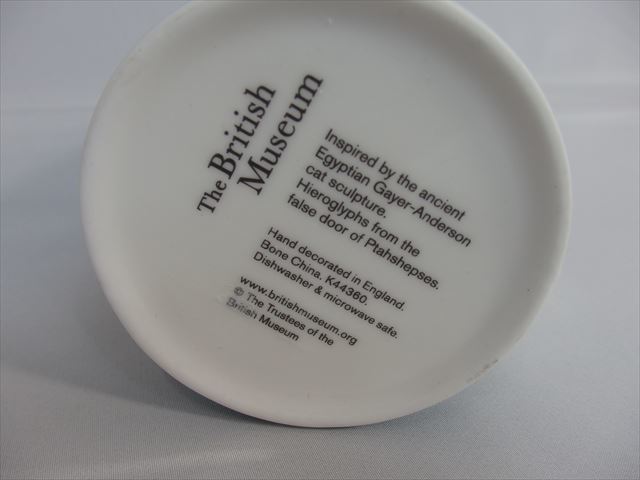 The British
Museum
Inspired by the ancient
Egyptian Gayer-Anderson
cat sculpture.
Hieroglyphs from the
false door of Ptahshepses.
Hand decorated in England.
Bone China. K44360.
Dishwasher & microwave safe.
www.britishmuseum.org
© The Trustees of the
British Museum